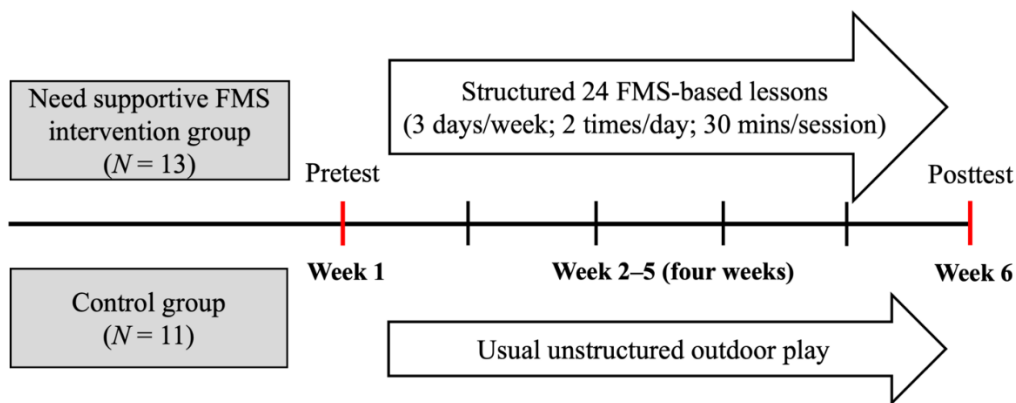 Need supportive FMS
intervention group
(N = 13)
Structured 24 FMS-based lessons
(3 days/week; 2 times/day; 30 mins/session)
Pretest
Posttest
Week 1
Week 2–5 (four weeks)
Week 6
Control group
(N = 11)
Usual unstructured outdoor play